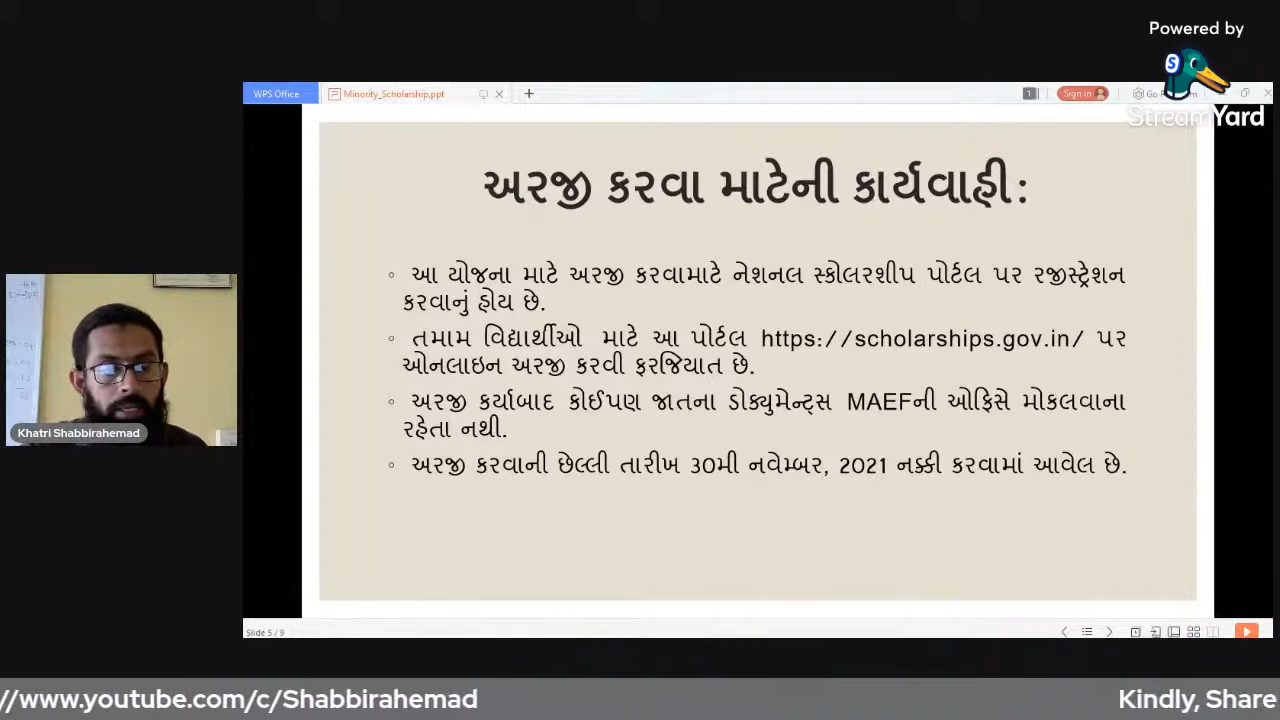 Powered by
StreamYard
WPS Office
Minority_Scholarship.ppt
Sign in
અરજી કરવા માટેની કાર્યવાહી:
આ યોજના માટે અરજી કરવામાટે નેશનલ સ્કોલરશીપ પોર્ટલ પર રજીસ્ટ્રેશન
કરવાનું હોય છે.
તમામ વિદ્યાર્થીઓ માટે આ પોર્ટલ https://scholarships.gov.in/ પર
ઓનલાઇન અરજી કરવી ફરજિયાત છે.
અરજી કર્યાબાદ કોઈપણ જાતના ડોક્યુમેન્ટ્સ MAEFની ઓફિસે મોકલવાના
રહેતા નથી.
અરજી કરવાની છેલ્લી તારીખ ૩૦મી નવેમ્બર, 2021 નક્કી કરવામાં આવેલ છે.
Khatri Shabbirahemad
Slide 5 / 9
//www.youtube.com/c/Shabbirahemad
Kindly, Share